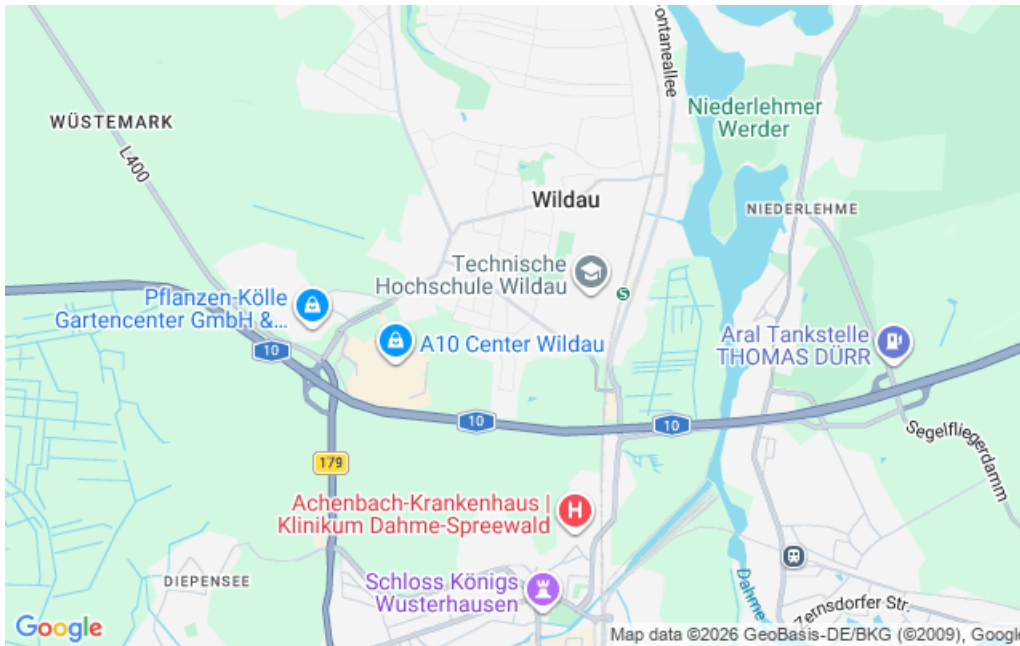 Fontaneallee
Niederlehmer
Werder
WÜSTEMARK
L400
Wildau
NIEDERLEHME
Technische
Hochschule Wildau
S
Pflanzen-Kölle
Gartencenter GmbH &...
Aral Tankstelle
THOMAS DÜRR
A10 Center Wildau
10
10
10
Segelfliegerdamm
179
Achenbach-Krankenhaus |
Klinikum Dahme-Spreewald
H
DIEPENSEE
Schloss Königs
Wusterhausen
Dahme
Zernsdorfer Str.
Google
Map data ©2026 GeoBasis-DE/BKG (©2009), Google